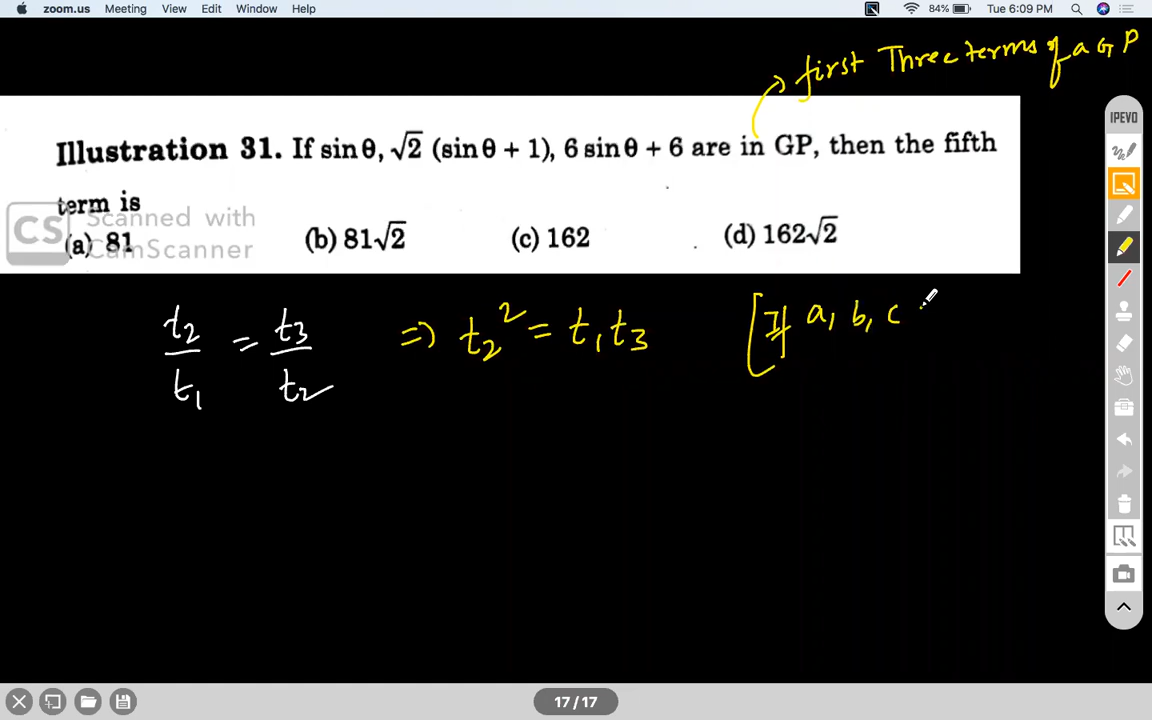 zoom.us Meeting View Edit Window Help 84% Tue 6:09 PM
first Three terms of a G P
IPEVO
Illustration 31. If sin θ, √2 (sin θ + 1), 6 sin θ + 6 are in GP, then the fifth
term is
CS Scanned with CamScanner
(a) 81 (b) 81√2 (c) 162 (d) 162√2
t₂/t₁ = t₃/t₂ => t₂² = t₁t₃ [If a, b, c
17 / 17